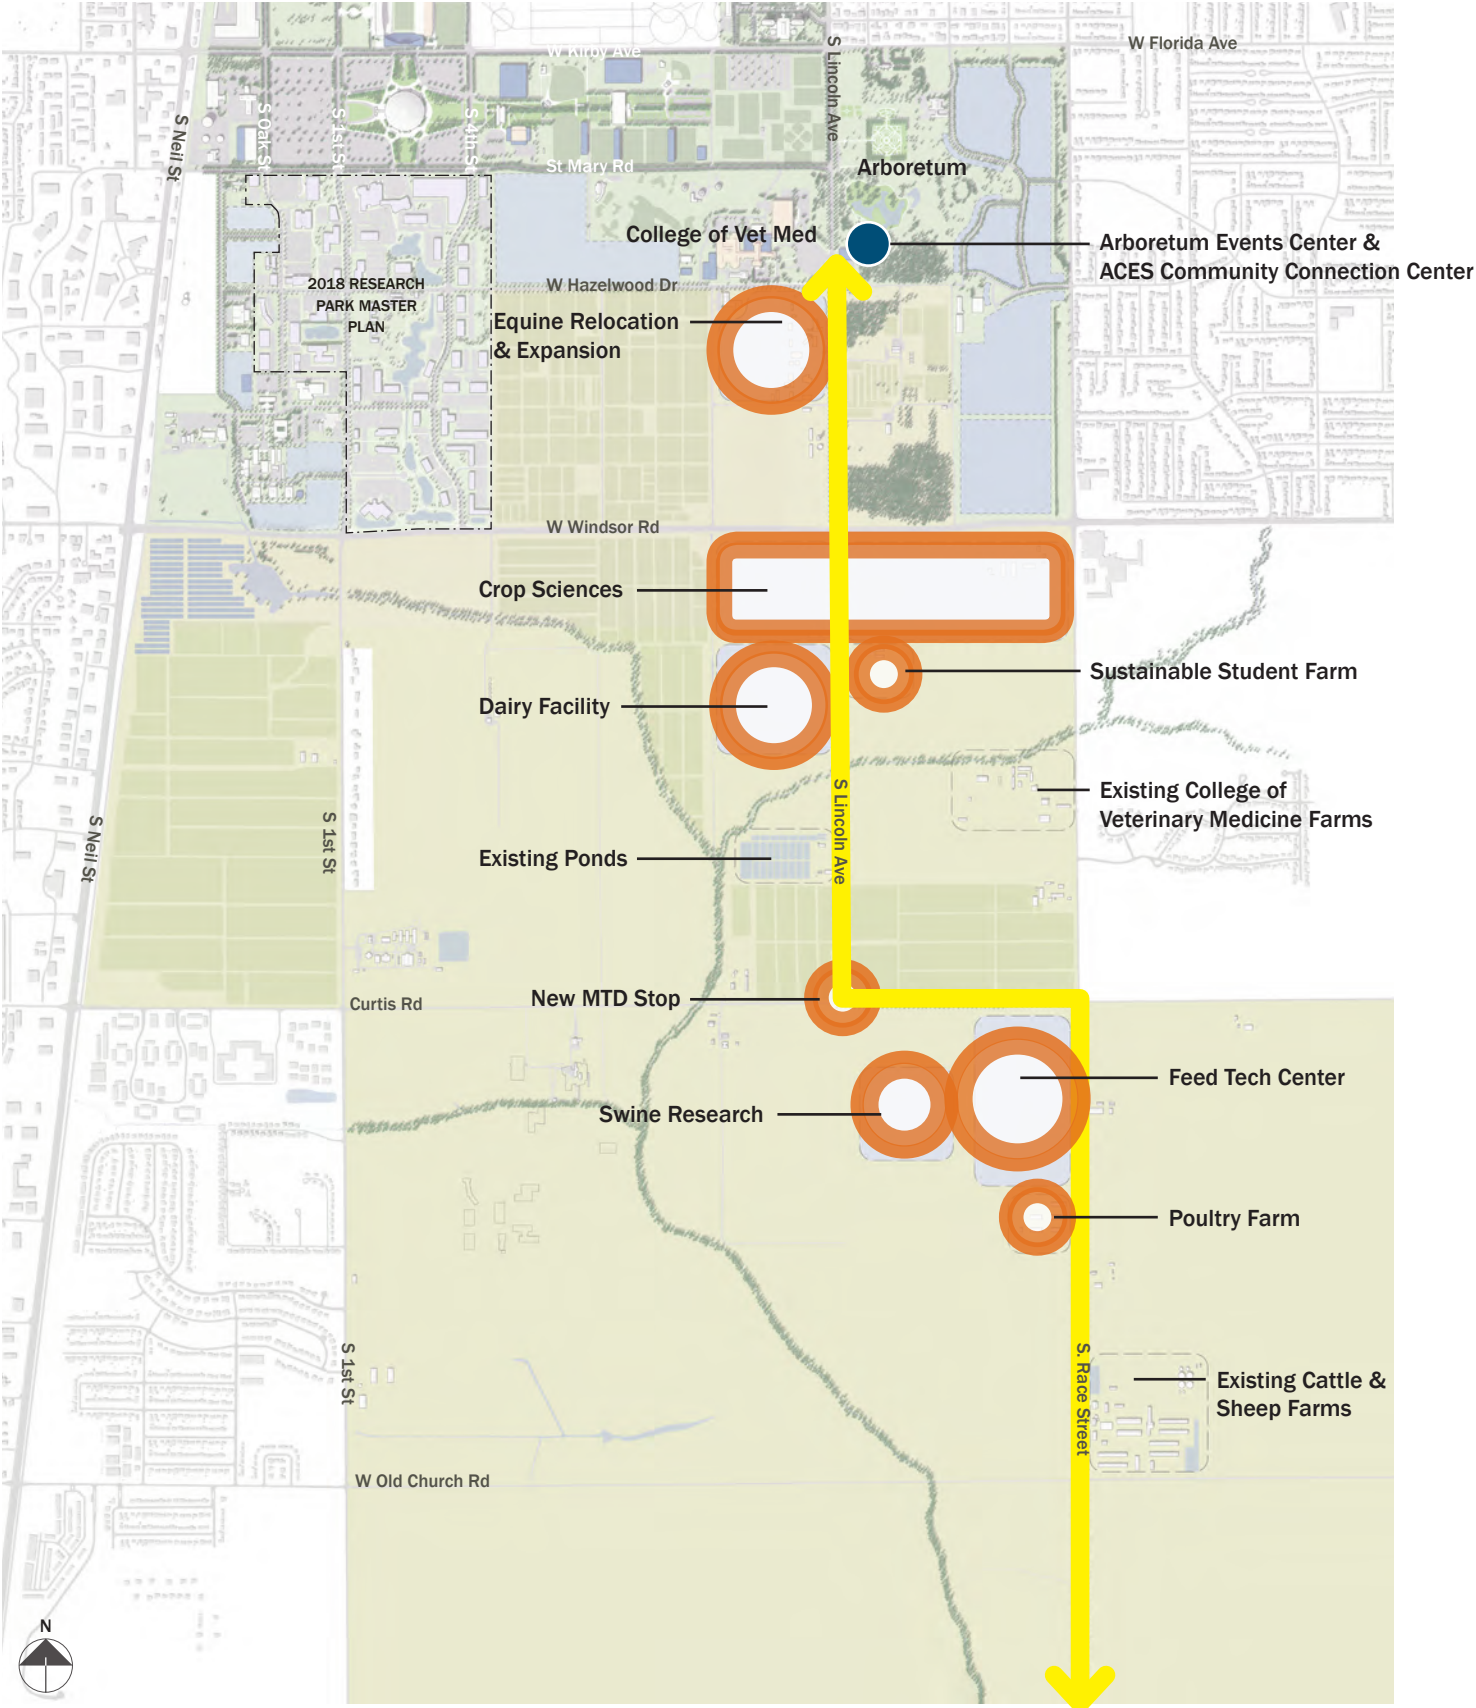 W Kirby Ave
W Florida Ave
S Lincoln Ave
S Neil St
S Oak St
S 1st St
S 4th St
St Mary Rd
Arboretum
College of Vet Med
Arboretum Events Center &
ACES Community Connection Center
2018 RESEARCH
PARK MASTER
PLAN
W Hazelwood Dr
Equine Relocation
& Expansion
W Windsor Rd
Crop Sciences
Sustainable Student Farm
Dairy Facility
S Lincoln Ave
Existing College of
Veterinary Medicine Farms
S Neil St
S 1st St
Existing Ponds
New MTD Stop
Curtis Rd
Feed Tech Center
Swine Research
Poultry Farm
S 1st St
S. Race Street
Existing Cattle &
Sheep Farms
W Old Church Rd
N